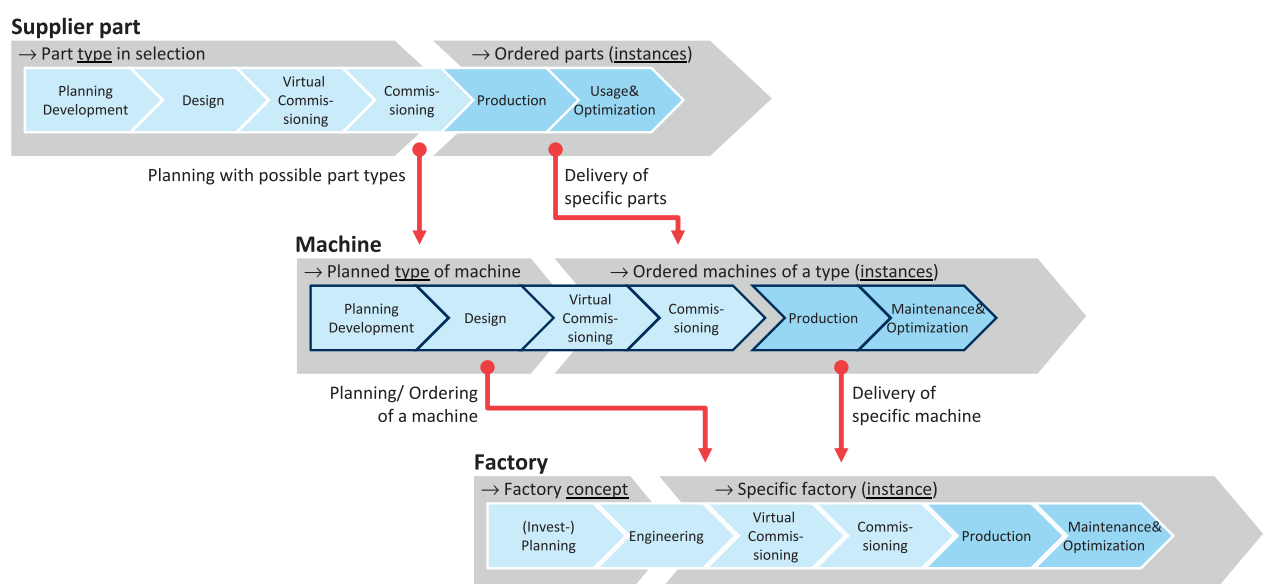 Supplier part
→ Part type in selection
→ Ordered parts (instances)
Planning
Development
Design
Virtual
Commis-
sioning
Commis-
sioning
Production
Usage&
Optimization
Planning with possible part types
Delivery of
specific parts
Machine
→ Planned type of machine
→ Ordered machines of a type (instances)
Planning
Development
Design
Virtual
Commis-
sioning
Commis-
sioning
Production
Maintenance&
Optimization
Planning/ Ordering
of a machine
Delivery of
specific machine
Factory
→ Factory concept
→ Specific factory (instance)
(Invest-)
Planning
Engineering
Virtual
Commis-
sioning
Commis-
sioning
Production
Maintenance&
Optimization